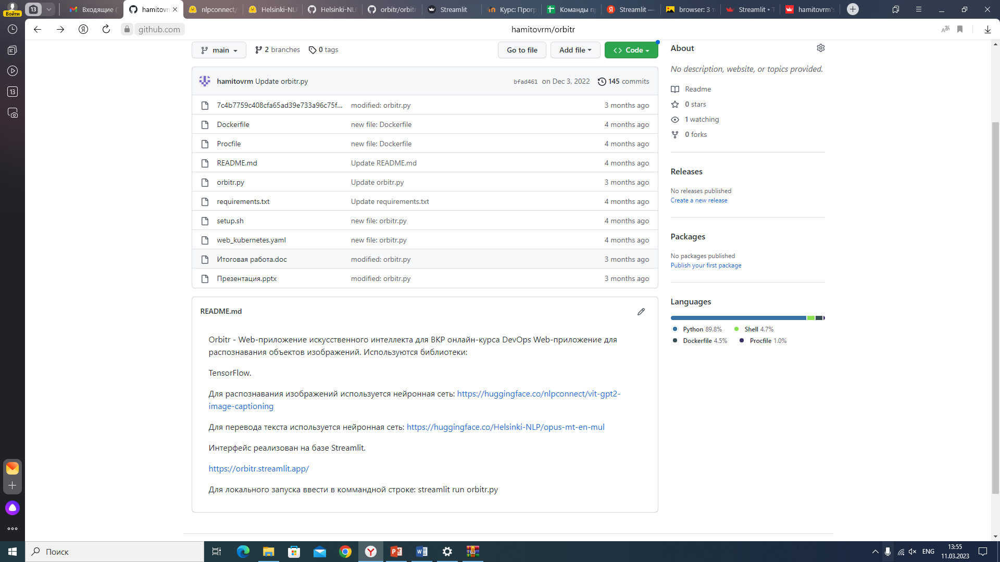 Войти
13
Входящие (
hamitovrm
nlpconnect/
Helsinki-NL
Helsinki-NL
orbitr/orbitr
Streamlit
Курс: Прогр
Команды п
Streamlit —
browser: 3 т
Streamlit • T
hamitovrm's
github.com
hamitovrm/orbitr
13
main
2 branches
0 tags
Go to file
Add file
Code
hamitovrm Update orbitr.py
bfad461 on Dec 3, 2022
145 commits
7c4b7759c408cfa65ad39e733a96c75f... modified: orbitr.py 3 months ago
Dockerfile new file: Dockerfile 4 months ago
Procfile new file: Dockerfile 4 months ago
README.md Update README.md 4 months ago
orbitr.py Update orbitr.py 3 months ago
requirements.txt Update requirements.txt 4 months ago
setup.sh new file: orbitr.py 4 months ago
web_kubernetes.yaml new file: orbitr.py 4 months ago
Итоговая работа.doc modified: orbitr.py 3 months ago
Презентация.pptx modified: orbitr.py 3 months ago
README.md
Orbitr - Web-приложение искусственного интеллекта для ВКР онлайн-курса DevOps Web-приложение для
распознавания объектов изображений. Используются библиотеки:
TensorFlow.
Для распознавания изображений используется нейронная сеть: https://huggingface.co/nlpconnect/vit-gpt2-
image-captioning
Для перевода текста используется нейронная сеть: https://huggingface.co/Helsinki-NLP/opus-mt-en-mul
Интерфейс реализован на базе Streamlit.
https://orbitr.streamlit.app/
Для локального запуска ввести в коммандной строке: streamlit run orbitr.py
About
No description, website, or topics provided.
Readme
0 stars
1 watching
0 forks
Releases
No releases published
Create a new release
Packages
No packages published
Publish your first package
Languages
Python 89.8%
Shell 4.7%
Dockerfile 4.5%
Procfile 1.0%
Поиск
ENG
13:55
11.03.2023